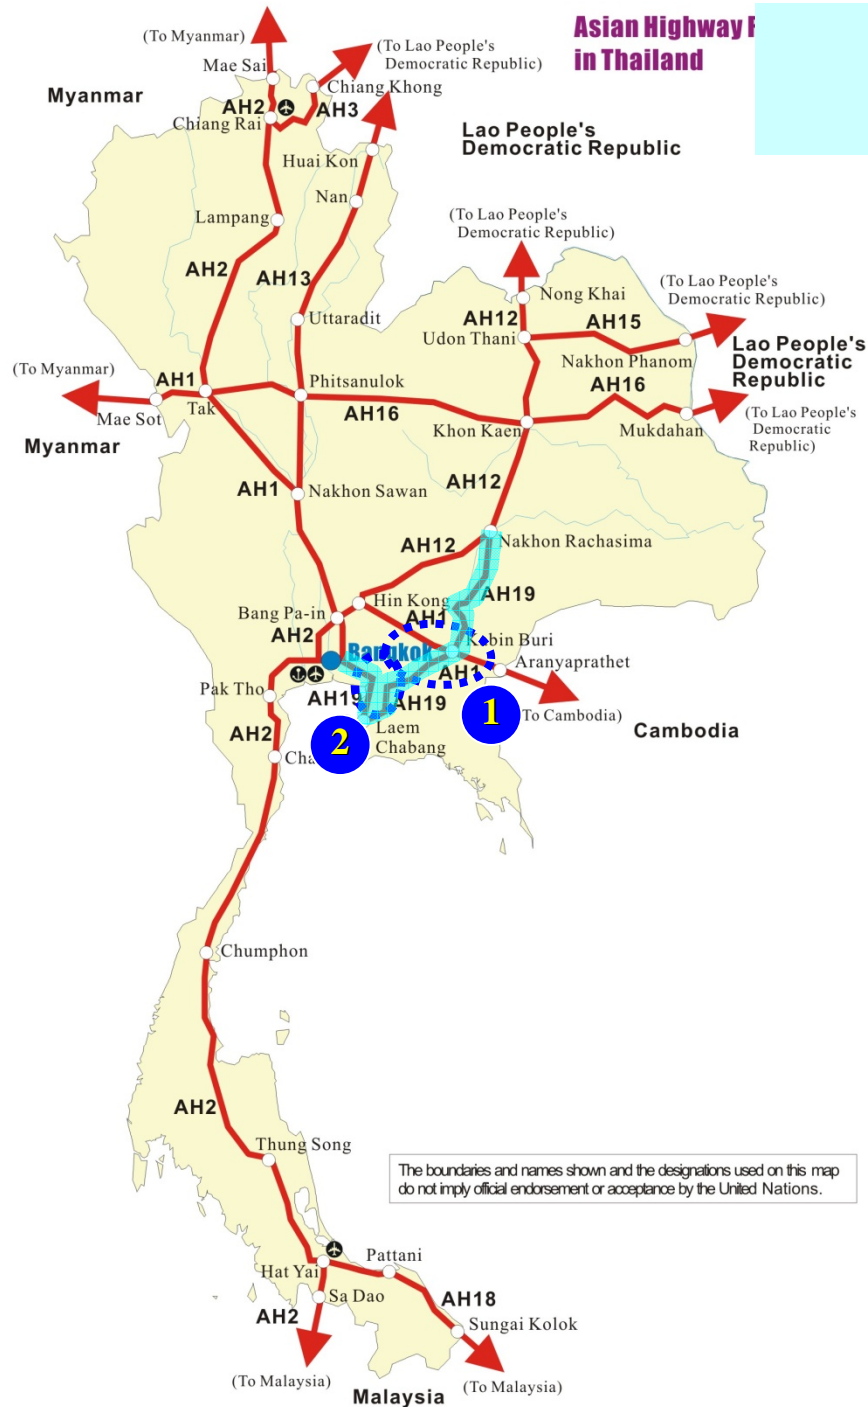 Asian Highway
in Thailand
(To Myanmar)
(To Lao People's
Democratic Republic)
Mae Sai
Chiang Khong
Myanmar
AH2
AH3
Chiang Rai
Lao People's
Democratic Republic
Huai Kon
Nan
(To Lao People's
Democratic Republic)
Lampang
AH2
AH13
(To Lao People's
Democratic Republic)
Nong Khai
AH12
AH15
Uttaradit
Udon Thani
Nakhon Phanom
Lao People's
Democratic
Republic
(To Myanmar)
AH1
Phitsanulok
AH16
Mae Sot
Tak
AH16
(To Lao People's
Democratic
Republic)
Khon Kaen
Mukdahan
Myanmar
AH12
AH1
Nakhon Sawan
AH12
Nakhon Rachasima
AH19
Hin Kong
AH1
Bang Pa-in
AH2
Bangkok
Kabin Buri
AH1
Aranyaprathet
Pak Tho
AH19
AH19
1
(To Cambodia)
Cambodia
2
Laem
Chabang
AH2
Chumphon
AH2
Thung Song
The boundaries and names shown and the designations used on this map
do not imply official endorsement or acceptance by the United Nations.
Hat Yai
Pattani
Sa Dao
AH18
AH2
Sungai Kolok
(To Malaysia)
(To Malaysia)
Malaysia